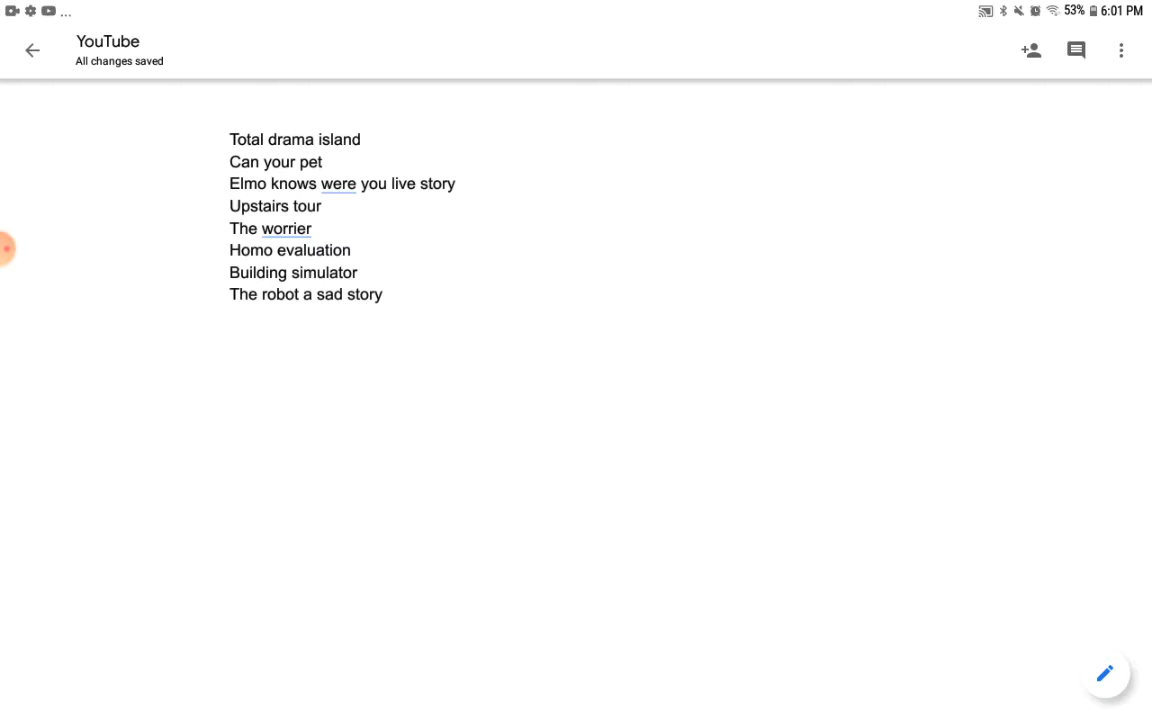 ... 53% 6:01 PM
YouTube
All changes saved
Total drama island
Can your pet
Elmo knows were you live story
Upstairs tour
The worrier
Homo evaluation
Building simulator
The robot a sad story